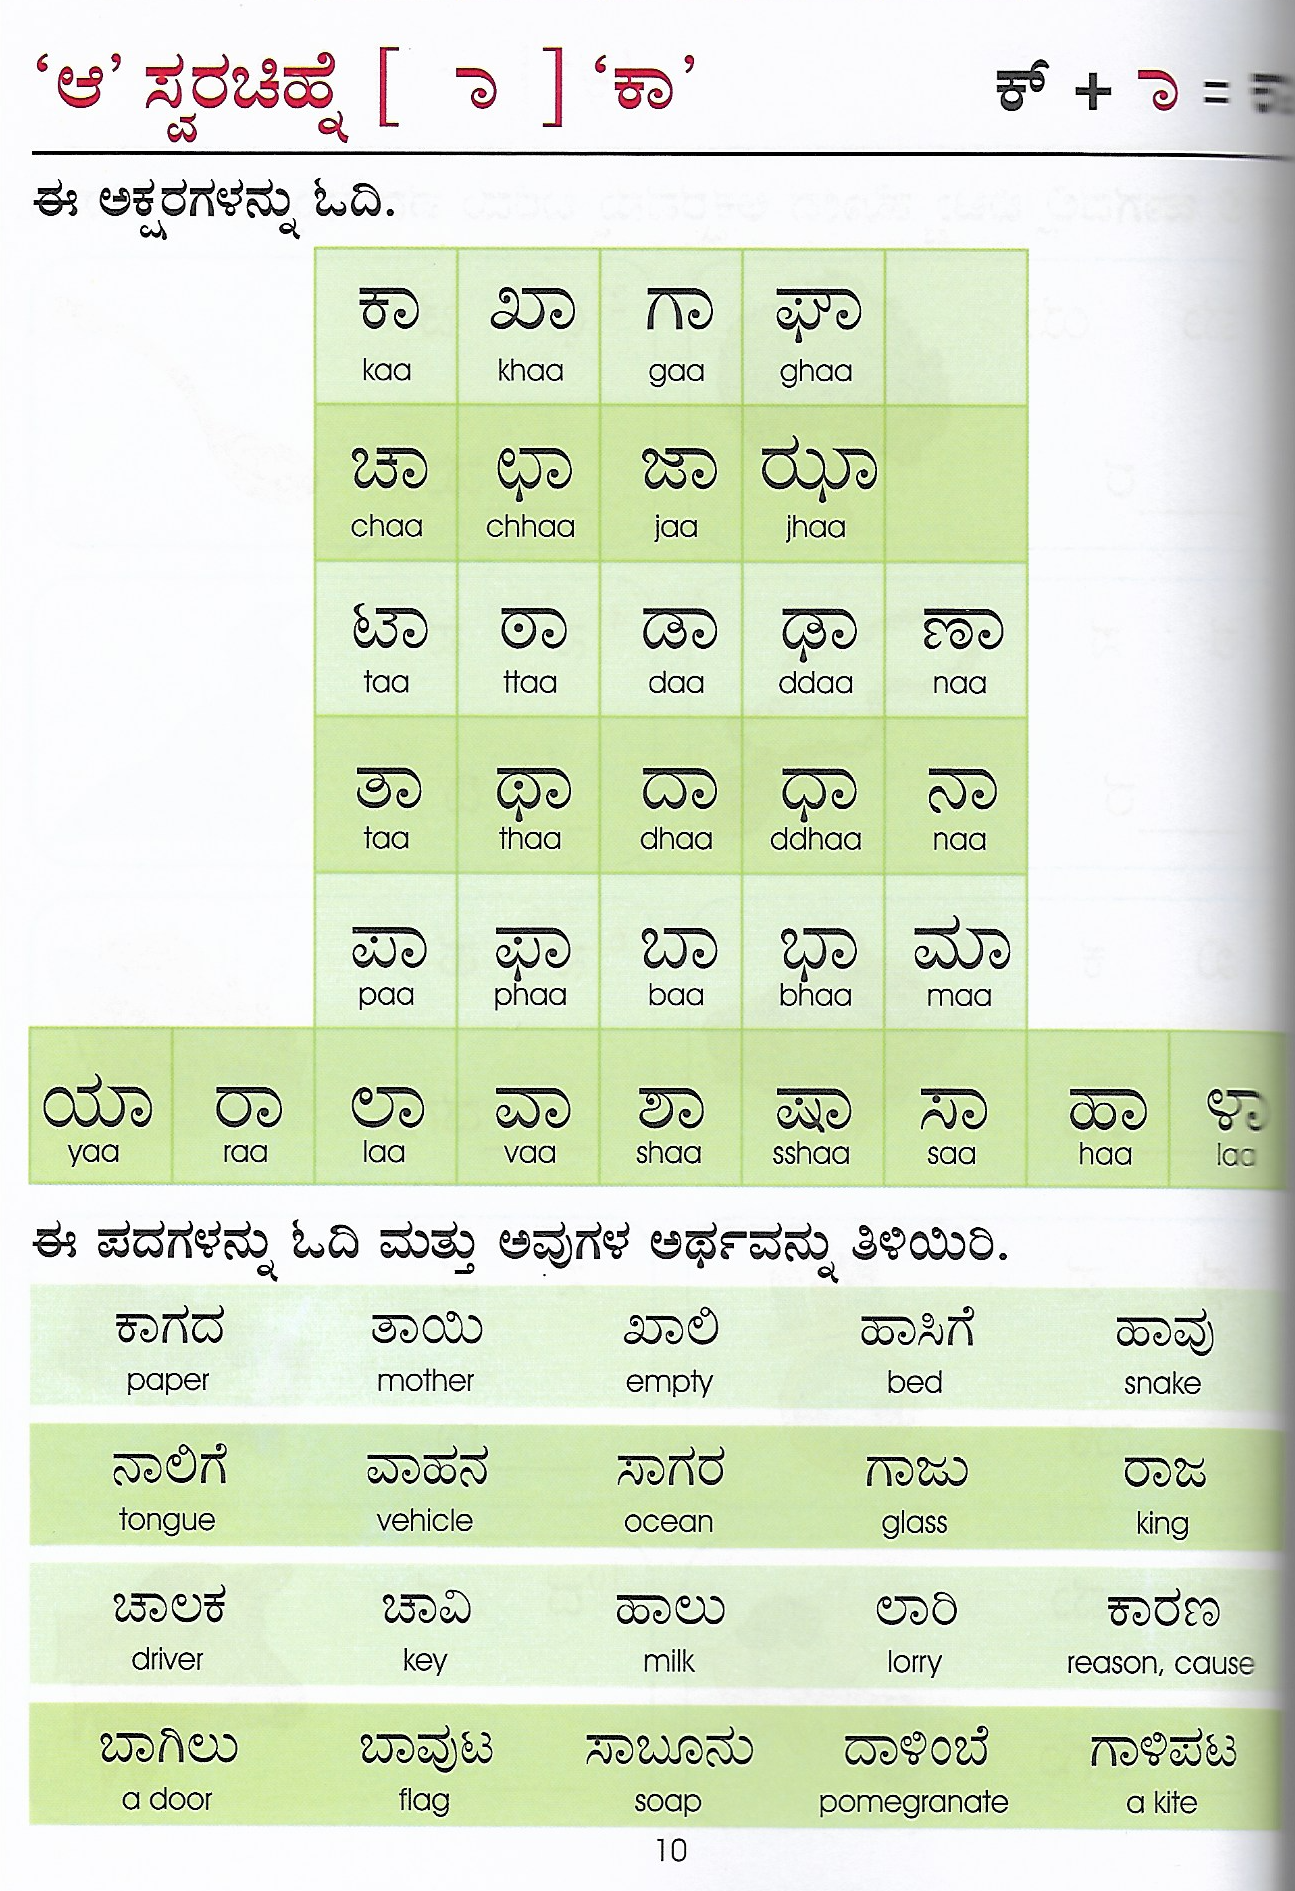 ‘ಆ’ ಸ್ವರಚಿಹ್ನೆ [ ಾ ] ‘ಕಾ’ ಕ್ + ಾ = ಕಾ
ಈ ಅಕ್ಷರಗಳನ್ನು ಓದಿ.
ಕಾ ಖಾ ಗಾ ಘಾ
kaa khaa gaa ghaa
ಚಾ ಛಾ ಜಾ ಝಾ
chaa chhaa jaa jhaa
ಟಾ ಠಾ ಡಾ ಢಾ ಣಾ
taa ttaa daa ddaa naa
ತಾ ಥಾ ದಾ ಧಾ ನಾ
taa thaa dhaa ddhaa naa
ಪಾ ಫಾ ಬಾ ಭಾ ಮಾ
paa phaa baa bhaa maa
ಯಾ ರಾ ಲಾ ವಾ ಶಾ ಷಾ ಸಾ ಹಾ ಳಾ
yaa raa laa vaa shaa sshaa saa haa laa
ಈ ಪದಗಳನ್ನು ಓದಿ ಮತ್ತು ಅವುಗಳ ಅರ್ಥವನ್ನು ತಿಳಿಯಿರಿ.
ಕಾಗದ ತಾಯಿ ಖಾಲಿ ಹಾಸಿಗೆ ಹಾವು
paper mother empty bed snake
ನಾಲಿಗೆ ವಾಹನ ಸಾಗರ ಗಾಜು ರಾಜ
tongue vehicle ocean glass king
ಚಾಲಕ ಚಾವಿ ಹಾಲು ಲಾರಿ ಕಾರಣ
driver key milk lorry reason, cause
ಬಾಗಿಲು ಬಾವುಟ ಸಾಬೂನು ದಾಳಿಂಬೆ ಗಾಳಿಪಟ
a door flag soap pomegranate a kite
10